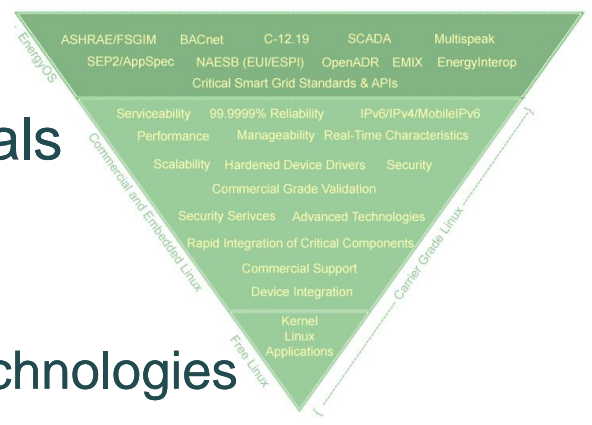 ASHRAE/FSGIM BACnet C-12.19 SCADA Multispeak
SEP2/AppSpec NAESB (EUI/ESPI) OpenADR EMIX EnergyInterop
Critical Smart Grid Standards & APIs
EnergyOS
Serviceability 99.9999% Reliability IPv6/IPv4/MobileIPv6
als
Performance Manageability Real-Time Characteristics
Scalability Hardened Device Drivers Security
Commercial Grade Validation
Security Serivces Advanced Technologies
Rapid Integration of Critical Components
Commercial Support
Device Integration
Commercial and Embedded Linux
Carrier Grade Linux
Kernel
Linux
Applications
Free Linux
chnologies